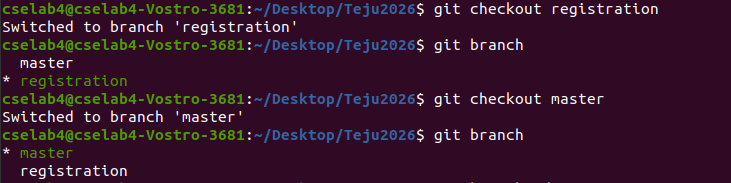 cselab4@cselab4-Vostro-3681:~/Desktop/Teju2026$ git checkout registration
Switched to branch 'registration'
cselab4@cselab4-Vostro-3681:~/Desktop/Teju2026$ git branch
  master
* registration
cselab4@cselab4-Vostro-3681:~/Desktop/Teju2026$ git checkout master
Switched to branch 'master'
cselab4@cselab4-Vostro-3681:~/Desktop/Teju2026$ git branch
* master
  registration